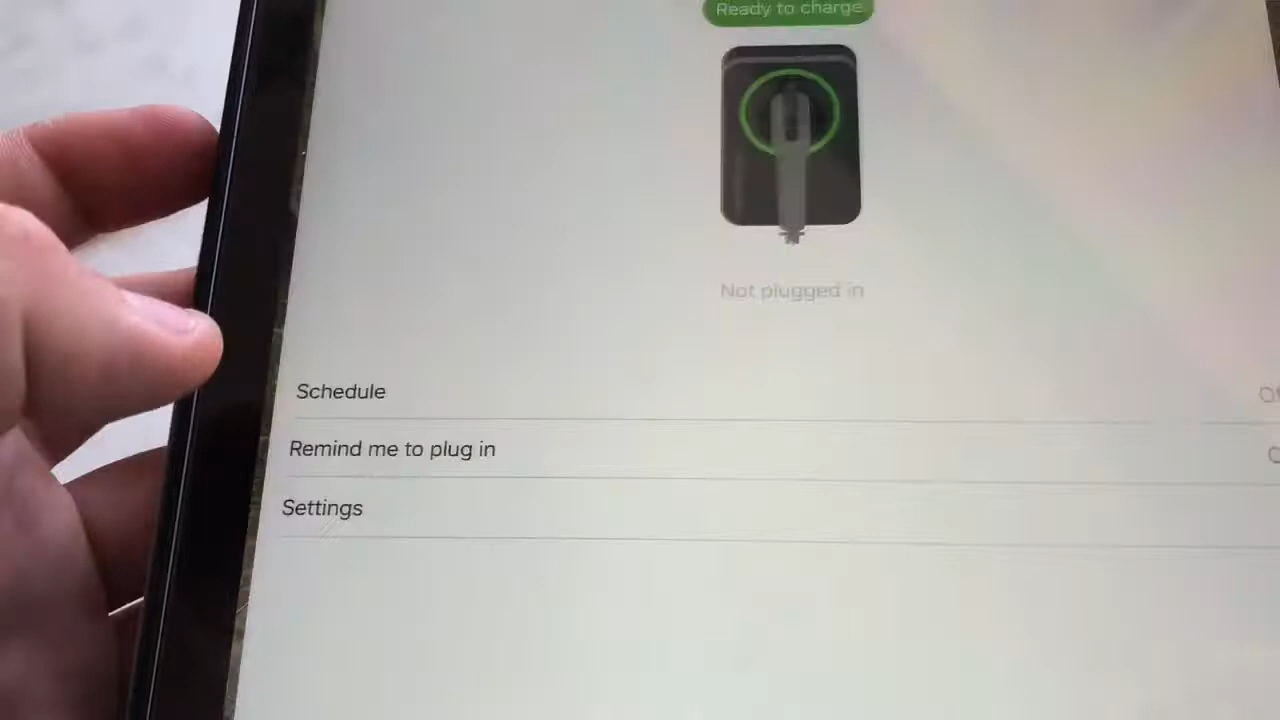 Ready to charge
Not plugged in
Schedule
Remind me to plug in
Settings